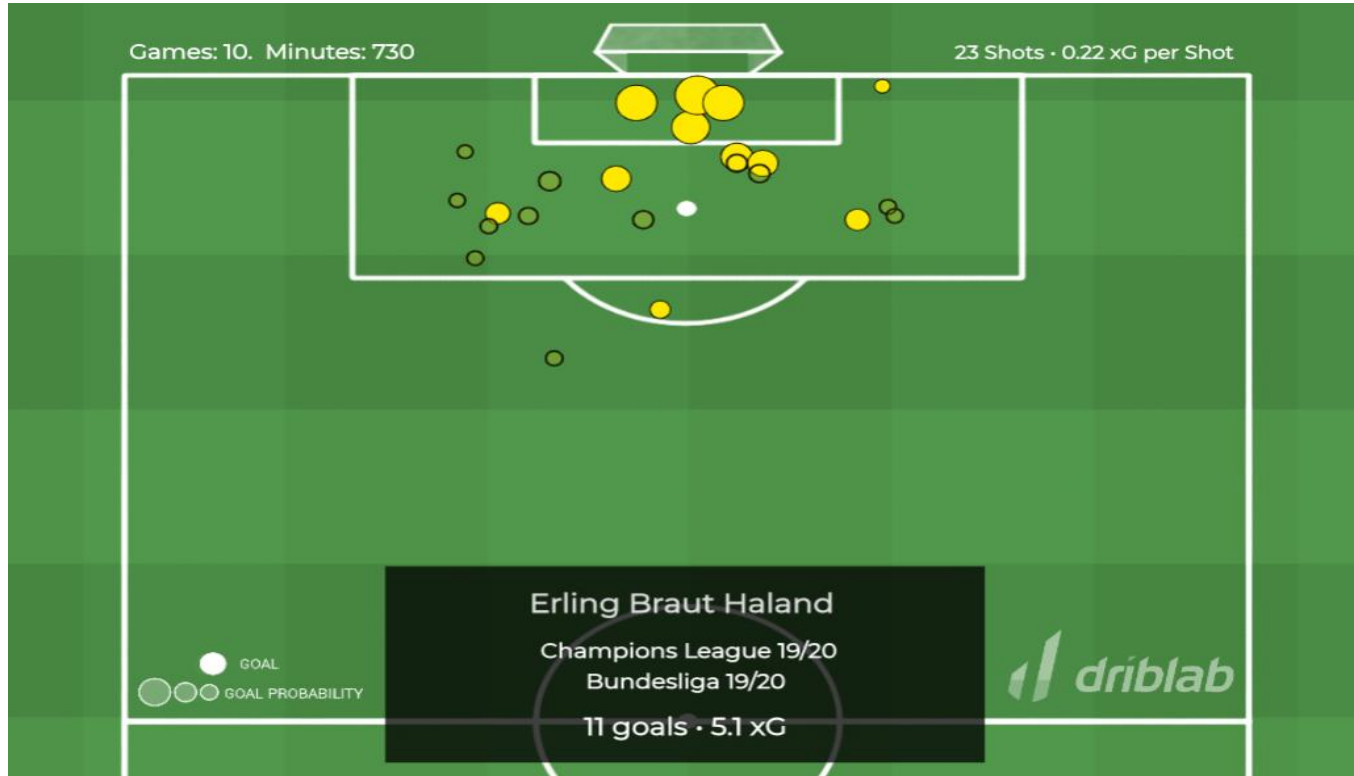 Games: 10. Minutes: 730
23 Shots · 0.22 xG per Shot
Erling Braut Haland
Champions League 19/20
Bundesliga 19/20
11 goals · 5.1 xG
GOAL
GOAL PROBABILITY
driblab